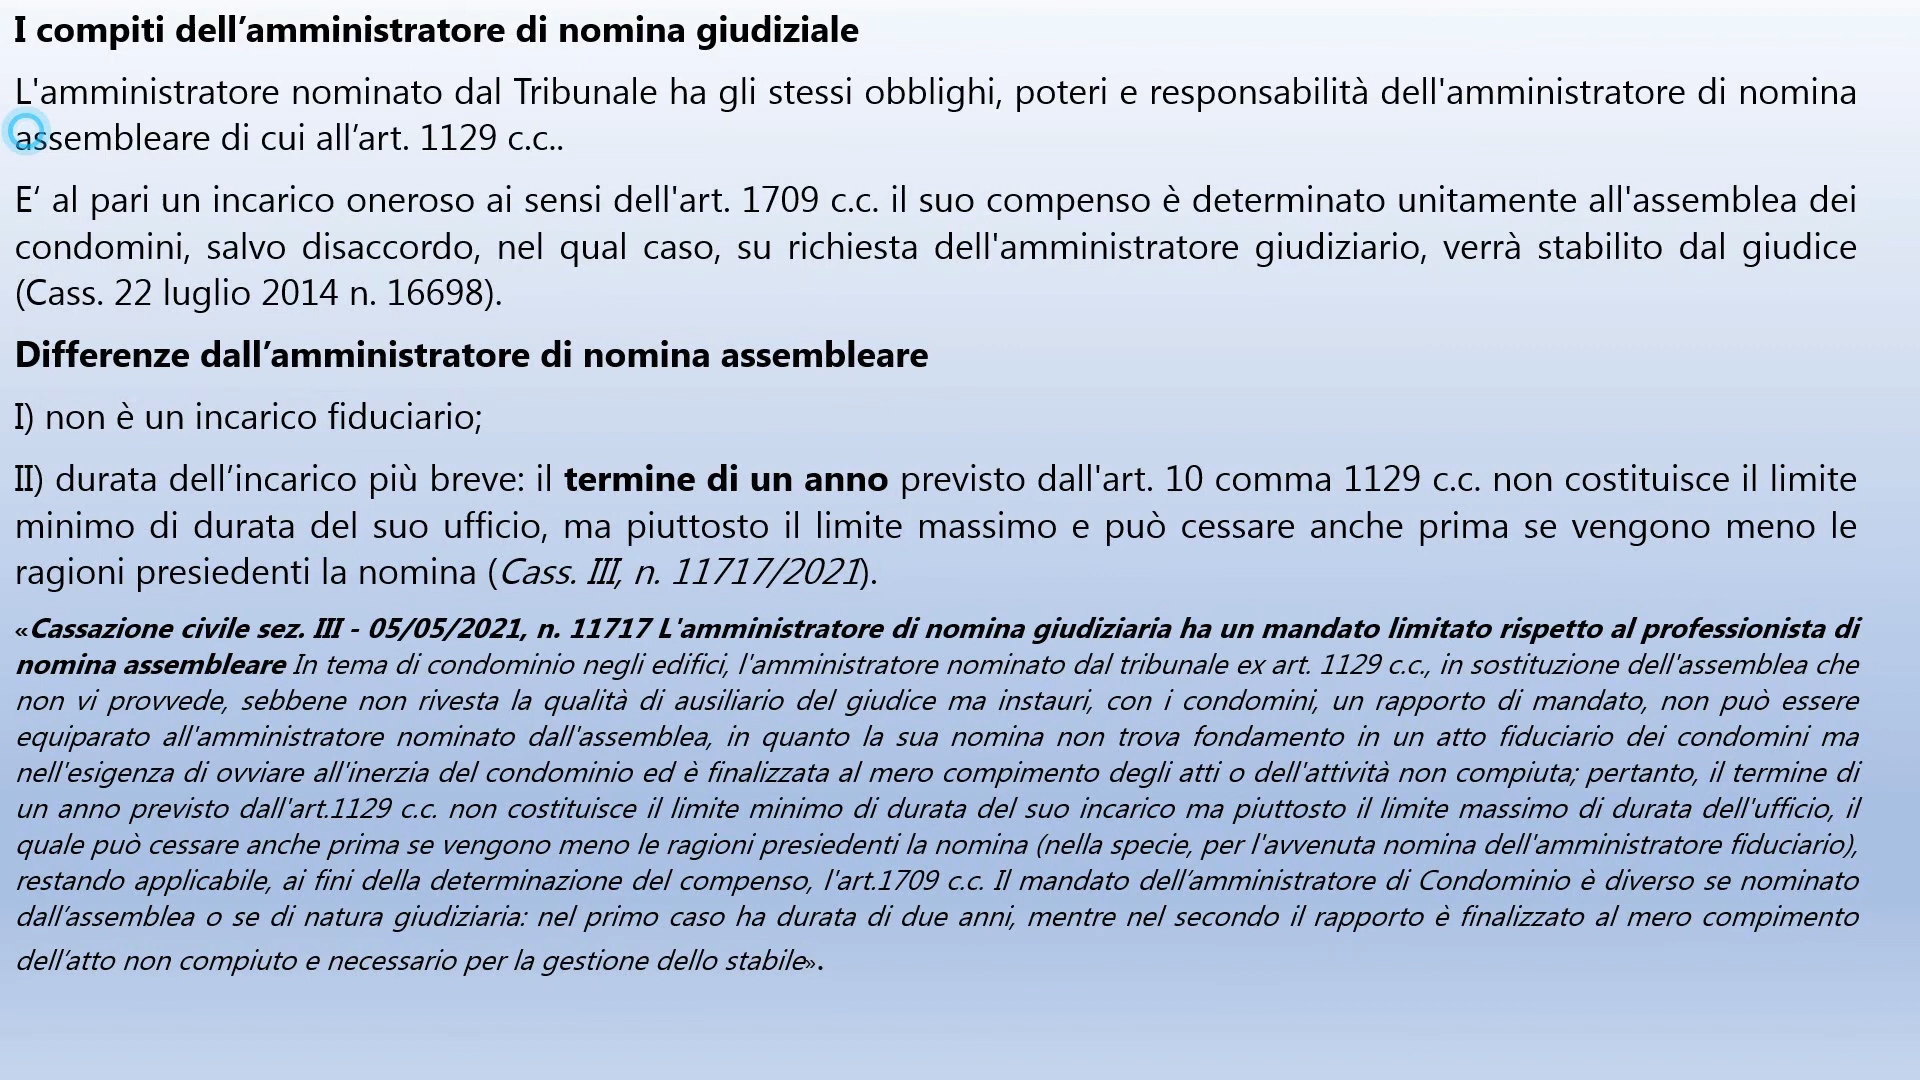 I compiti dell’amministratore di nomina giudiziale
L'amministratore nominato dal Tribunale ha gli stessi obblighi, poteri e responsabilità dell'amministratore di nomina
assembleare di cui all’art. 1129 c.c..
E‘ al pari un incarico oneroso ai sensi dell'art. 1709 c.c. il suo compenso è determinato unitamente all'assemblea dei
condomini, salvo disaccordo, nel qual caso, su richiesta dell'amministratore giudiziario, verrà stabilito dal giudice
(Cass. 22 luglio 2014 n. 16698).
Differenze dall’amministratore di nomina assembleare
I) non è un incarico fiduciario;
II) durata dell’incarico più breve: il termine di un anno previsto dall'art. 10 comma 1129 c.c. non costituisce il limite
minimo di durata del suo ufficio, ma piuttosto il limite massimo e può cessare anche prima se vengono meno le
ragioni presiedenti la nomina (Cass. III, n. 11717/2021).
«Cassazione civile sez. III - 05/05/2021, n. 11717 L'amministratore di nomina giudiziaria ha un mandato limitato rispetto al professionista di
nomina assembleare In tema di condominio negli edifici, l'amministratore nominato dal tribunale ex art. 1129 c.c., in sostituzione dell'assemblea che
non vi provvede, sebbene non rivesta la qualità di ausiliario del giudice ma instauri, con i condomini, un rapporto di mandato, non può essere
equiparato all'amministratore nominato dall'assemblea, in quanto la sua nomina non trova fondamento in un atto fiduciario dei condomini ma
nell'esigenza di ovviare all'inerzia del condominio ed è finalizzata al mero compimento degli atti o dell'attività non compiuta; pertanto, il termine di
un anno previsto dall'art.1129 c.c. non costituisce il limite minimo di durata del suo incarico ma piuttosto il limite massimo di durata dell'ufficio, il
quale può cessare anche prima se vengono meno le ragioni presiedenti la nomina (nella specie, per l'avvenuta nomina dell'amministratore fiduciario),
restando applicabile, ai fini della determinazione del compenso, l'art.1709 c.c. Il mandato dell’amministratore di Condominio è diverso se nominato
dall’assemblea o se di natura giudiziaria: nel primo caso ha durata di due anni, mentre nel secondo il rapporto è finalizzato al mero compimento
dell’atto non compiuto e necessario per la gestione dello stabile».